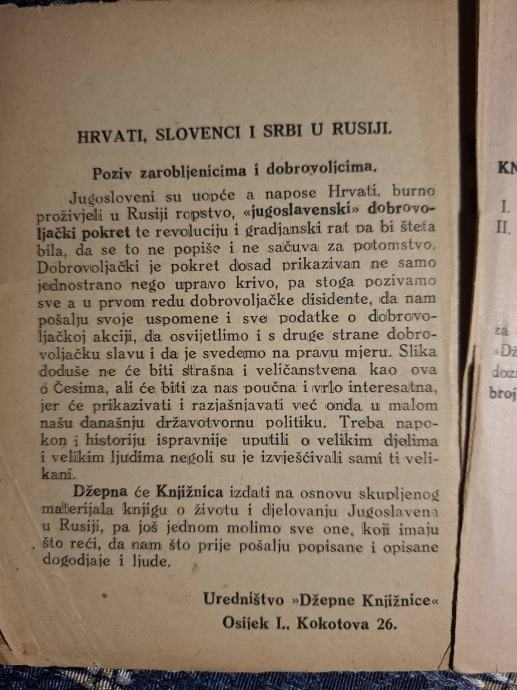 HRVATI, SLOVENCI I SRBI U RUSIJI.
Poziv zarobljenicima i dobrovoljcima.
Jugosloveni su uopće a napose Hrvati, burno
proživjeli u Rusiji ropstvo, «jugoslavenski» dobrovo-
ljački pokret te revoluciju i gradjanski rat pa bi šteta
bila, da se to ne popiše i ne sačuva za potomstvo.
Dobrovoljački je pokret dosad prikazivan ne samo
jednostrano nego upravo krivo, pa stoga pozivamo
sve a u prvom redu dobrovoljačke disidente, da nam
pošalju svoje uspomene i sve podatke o dobrovo-
ljačkoj akciji, da osvijetlimo i s druge strane dobro-
voljačku slavu i da je svedemo na pravu mjeru. Slika
doduše ne će biti strašna i veličanstvena kao ova
o Česima, ali će biti za nas poučna i vrlo interesatna,
jer će prikazivati i razjašnjavati već onda u malom
našu današnju državotvornu politiku. Treba napo-
kon i historiju ispravnije uputili o velikim djelima
i velikim ljudima negoli su je izvješćivali sami ti veli-
kani.
Džepna će Knjižnica izdati na osnovu skupljenog
materijala knjigu o životu i djelovanju Jugoslavena
u Rusiji, pa još jednom molimo sve one, koji imaju
što reći, da nam što prije pošalju popisane i opisane
dogodjaje i ljude.
Uredništvo »Džepne Knjižnice«
Osijek I., Kokotova 26.
KN
I.
II.
za
»Dž
dozn
broj